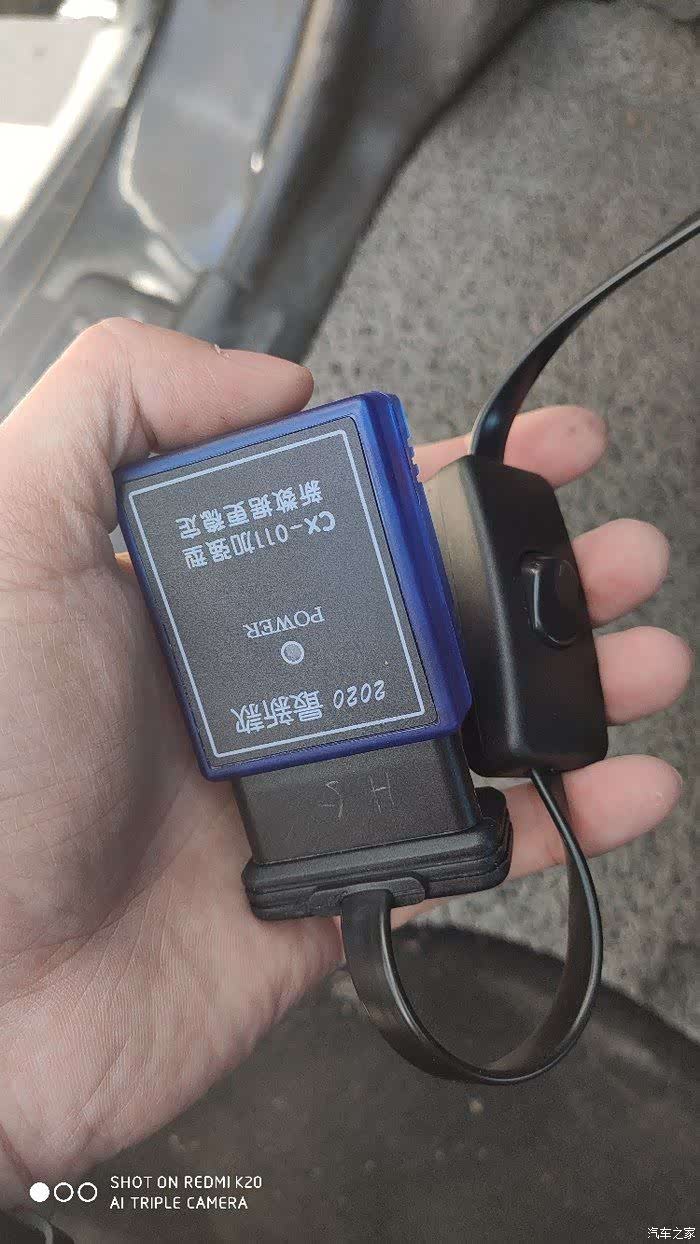 2020 最新款
POWER
CX-011加强型
新数据更稳定
SHOT ON REDMI K20
AI TRIPLE CAMERA
汽车之家